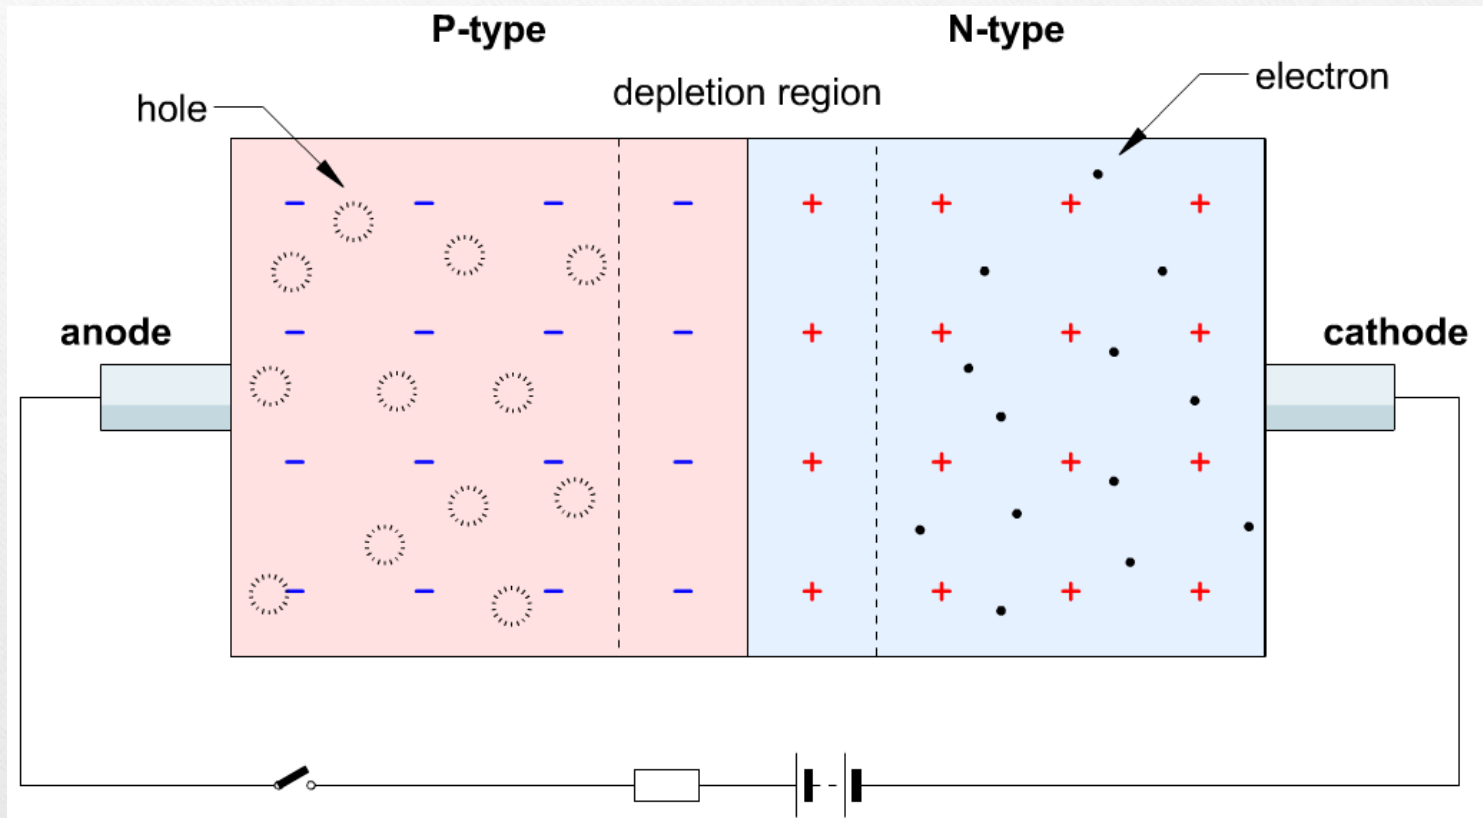 P-type
N-type
depletion region
electron
hole
anode
cathode